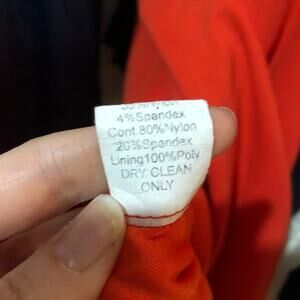 4%Spandex
Cont.80%Nylon
20%Spandex
Lining100%Poly
DRY CLEAN
ONLY